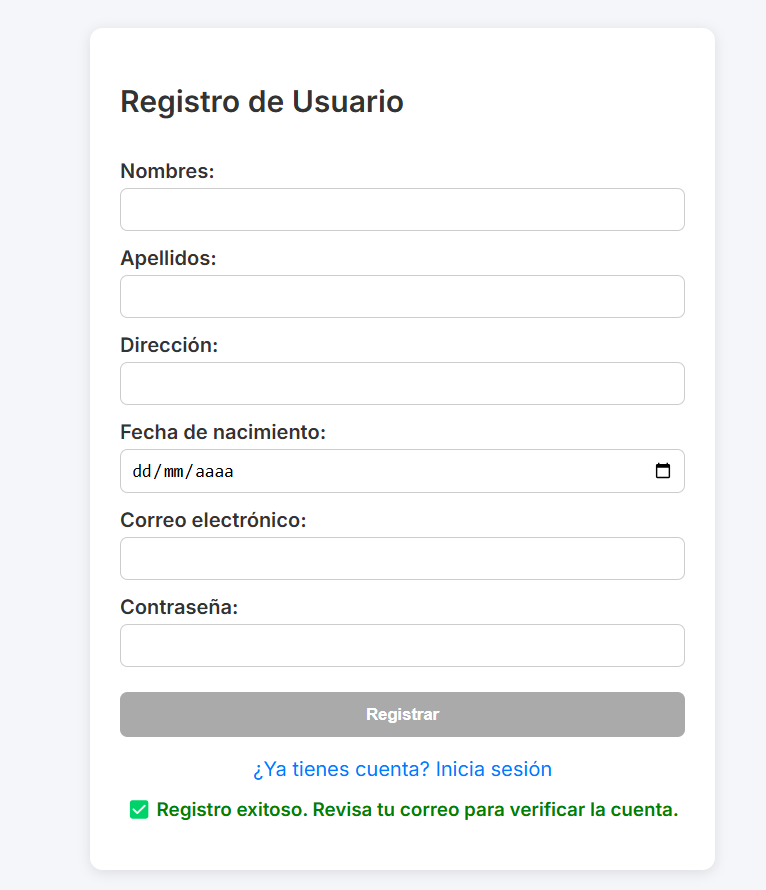 Registro de Usuario
Nombres:
Apellidos:
Dirección:
Fecha de nacimiento:
dd/mm/aaaa
Correo electrónico:
Contraseña:
Registrar
¿Ya tienes cuenta? Inicia sesión
✅ Registro exitoso. Revisa tu correo para verificar la cuenta.